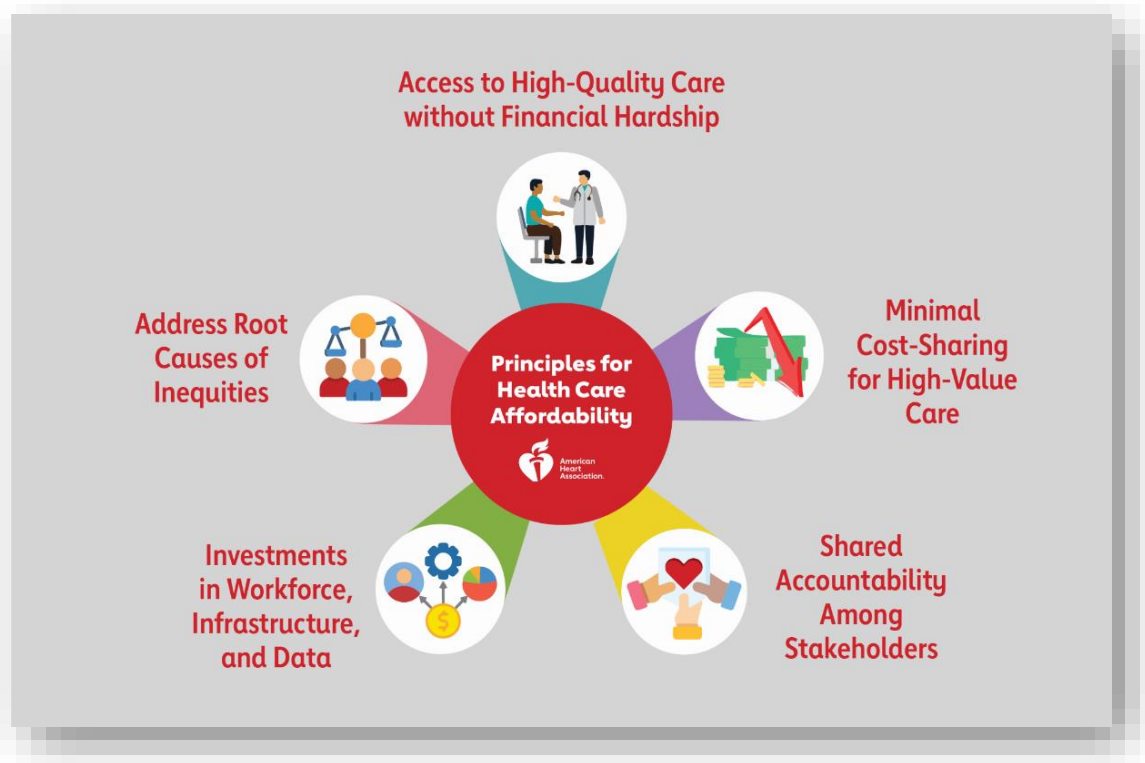 Access to High-Quality Care
without Financial Hardship
Address Root
Causes of
Inequities
Principles for
Health Care
Affordability
American
Heart
Association.
Minimal
Cost-Sharing
for High-Value
Care
Investments
in Workforce,
Infrastructure,
and Data
$
Shared
Accountability
Among
Stakeholders